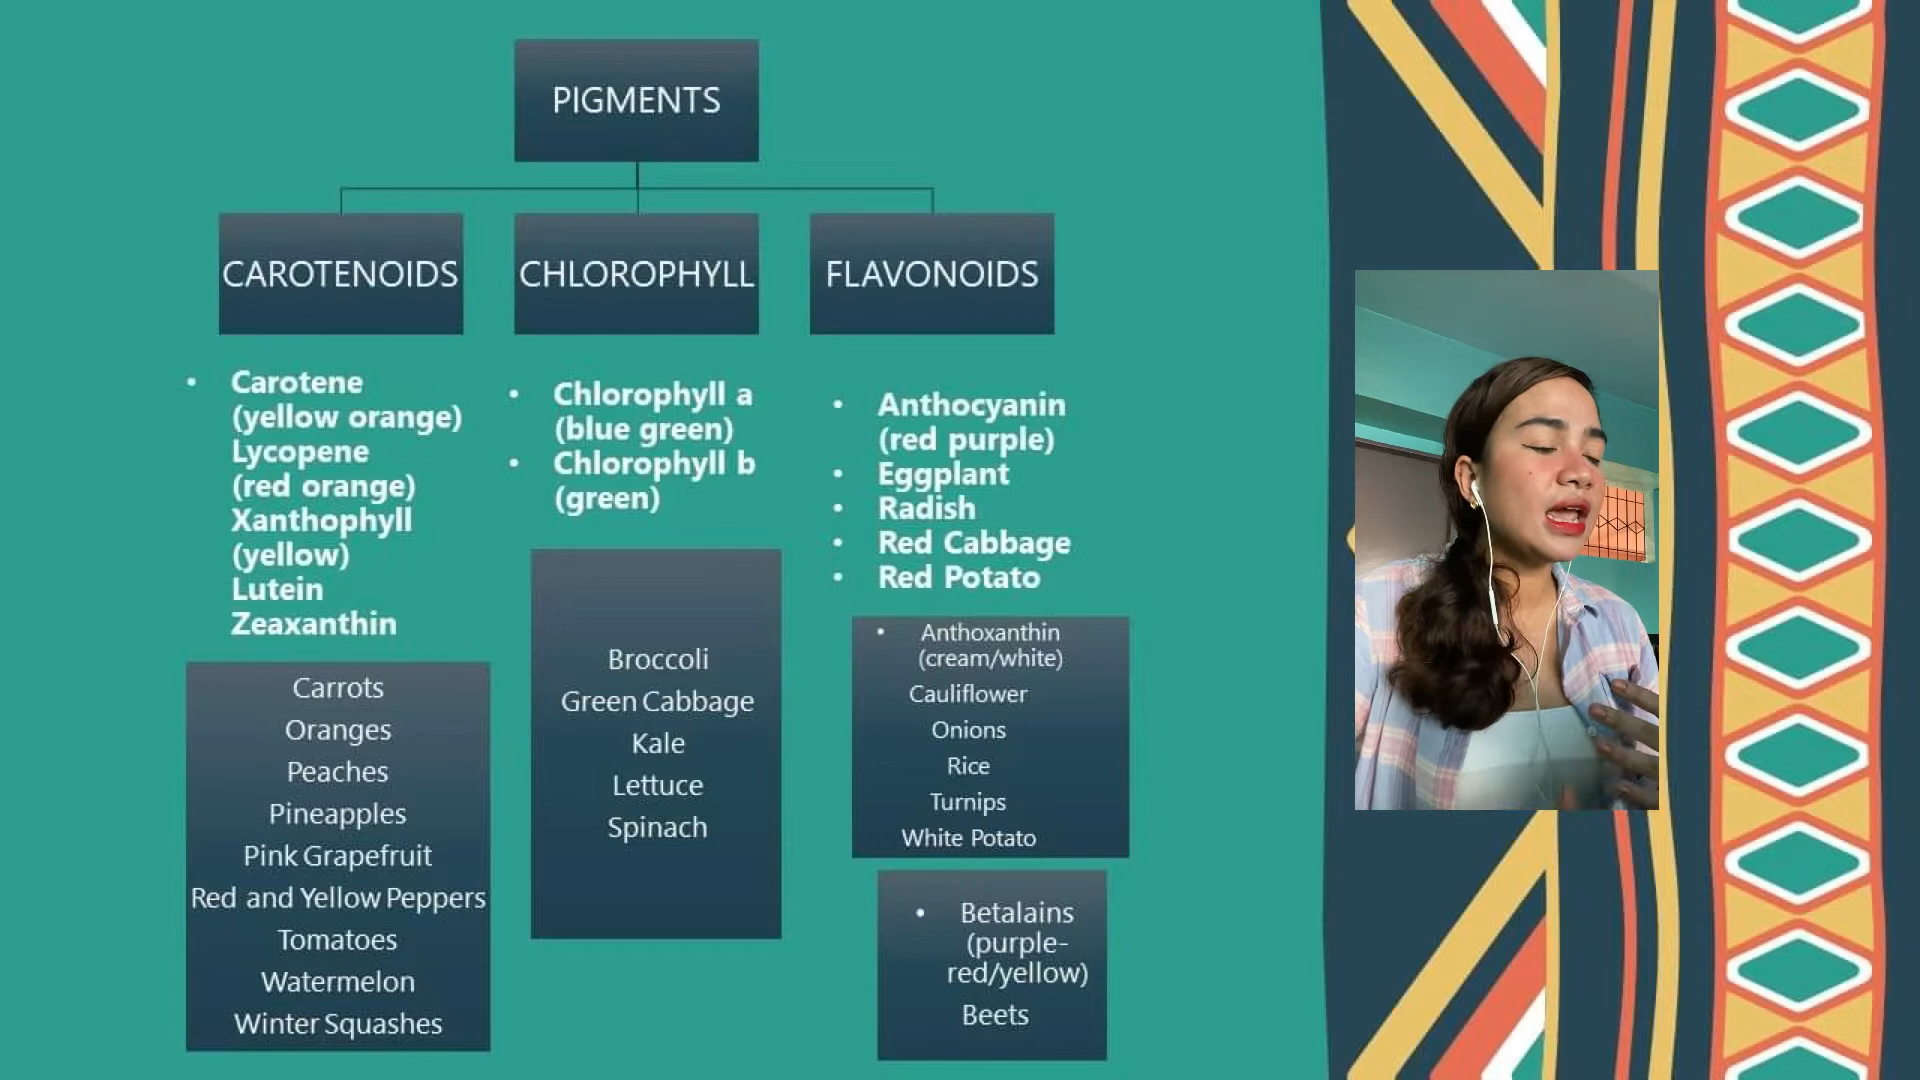 PIGMENTS
CAROTENOIDS
CHLOROPHYLL
FLAVONOIDS
• Carotene
(yellow orange)
Lycopene
(red orange)
Xanthophyll
(yellow)
Lutein
Zeaxanthin
Carrots
Oranges
Peaches
Pineapples
Pink Grapefruit
Red and Yellow Peppers
Tomatoes
Watermelon
Winter Squashes
• Chlorophyll a
(blue green)
• Chlorophyll b
(green)
Broccoli
Green Cabbage
Kale
Lettuce
Spinach
• Anthocyanin
(red purple)
• Eggplant
• Radish
• Red Cabbage
• Red Potato
• Anthoxanthin
(cream/white)
Cauliflower
Onions
Rice
Turnips
White Potato
• Betalains
(purple-
red/yellow)
Beets